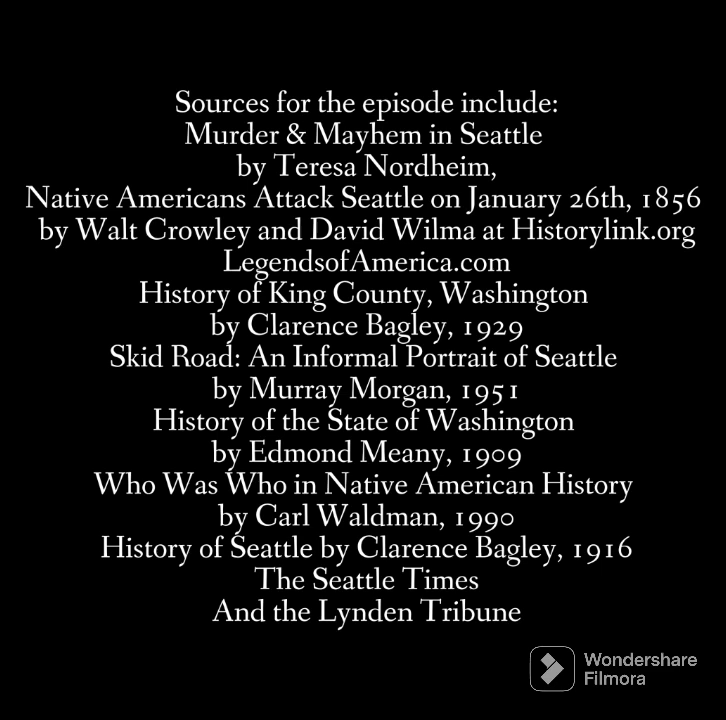 Sources for the episode include:
Murder & Mayhem in Seattle
by Teresa Nordheim,
Native Americans Attack Seattle on January 26th, 1856
by Walt Crowley and David Wilma at Historylink.org
LegendsofAmerica.com
History of King County, Washington
by Clarence Bagley, 1929
Skid Road: An Informal Portrait of Seattle
by Murray Morgan, 1951
History of the State of Washington
by Edmond Meany, 1909
Who Was Who in Native American History
by Carl Waldman, 1990
History of Seattle by Clarence Bagley, 1916
The Seattle Times
And the Lynden Tribune
Wondershare
Filmora